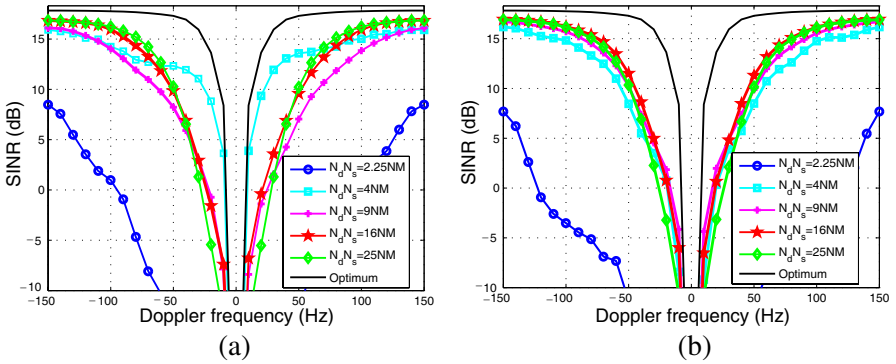 SINR (dB)
15
10
5
0
−5
−10
−150
−100
−50
0
50
100
150
Doppler frequency (Hz)
N_dN_s=2.25NM
N_dN_s=4NM
N_dN_s=9NM
N_dN_s=16NM
N_dN_s=25NM
Optimum
(a)
SINR (dB)
15
10
5
0
−5
−10
−150
−100
−50
0
50
100
150
Doppler frequency (Hz)
N_dN_s=2.25NM
N_dN_s=4NM
N_dN_s=9NM
N_dN_s=16NM
N_dN_s=25NM
Optimum
(b)